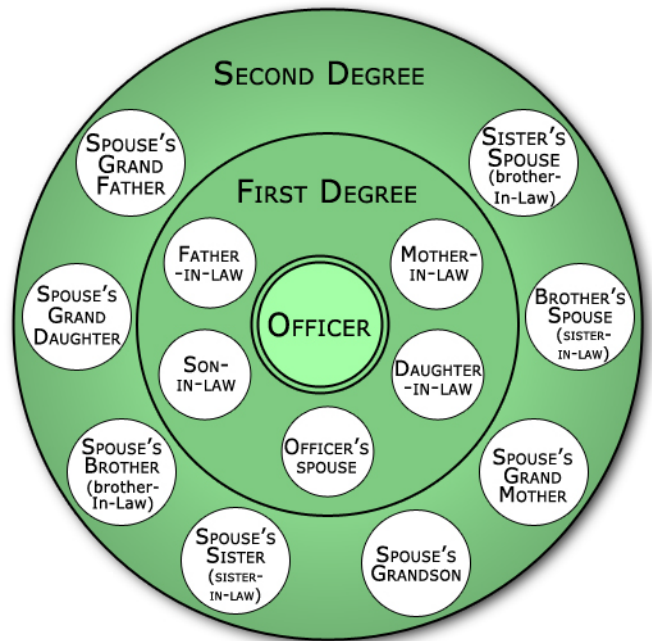 Second Degree
Spouse's
Grand
Father
Sister's
Spouse
(brother-
In-Law)
First Degree
Father
-in-law
Mother-
in-law
Spouse's
Grand
Daughter
Officer
Brother's
Spouse
(sister-
in-law)
Son-
in-law
Daughter
-in-law
Spouse's
Brother
(brother-
In-Law)
Officer's
spouse
Spouse's
Grand
Mother
Spouse's
Sister
(sister-
in-law)
Spouse's
Grandson